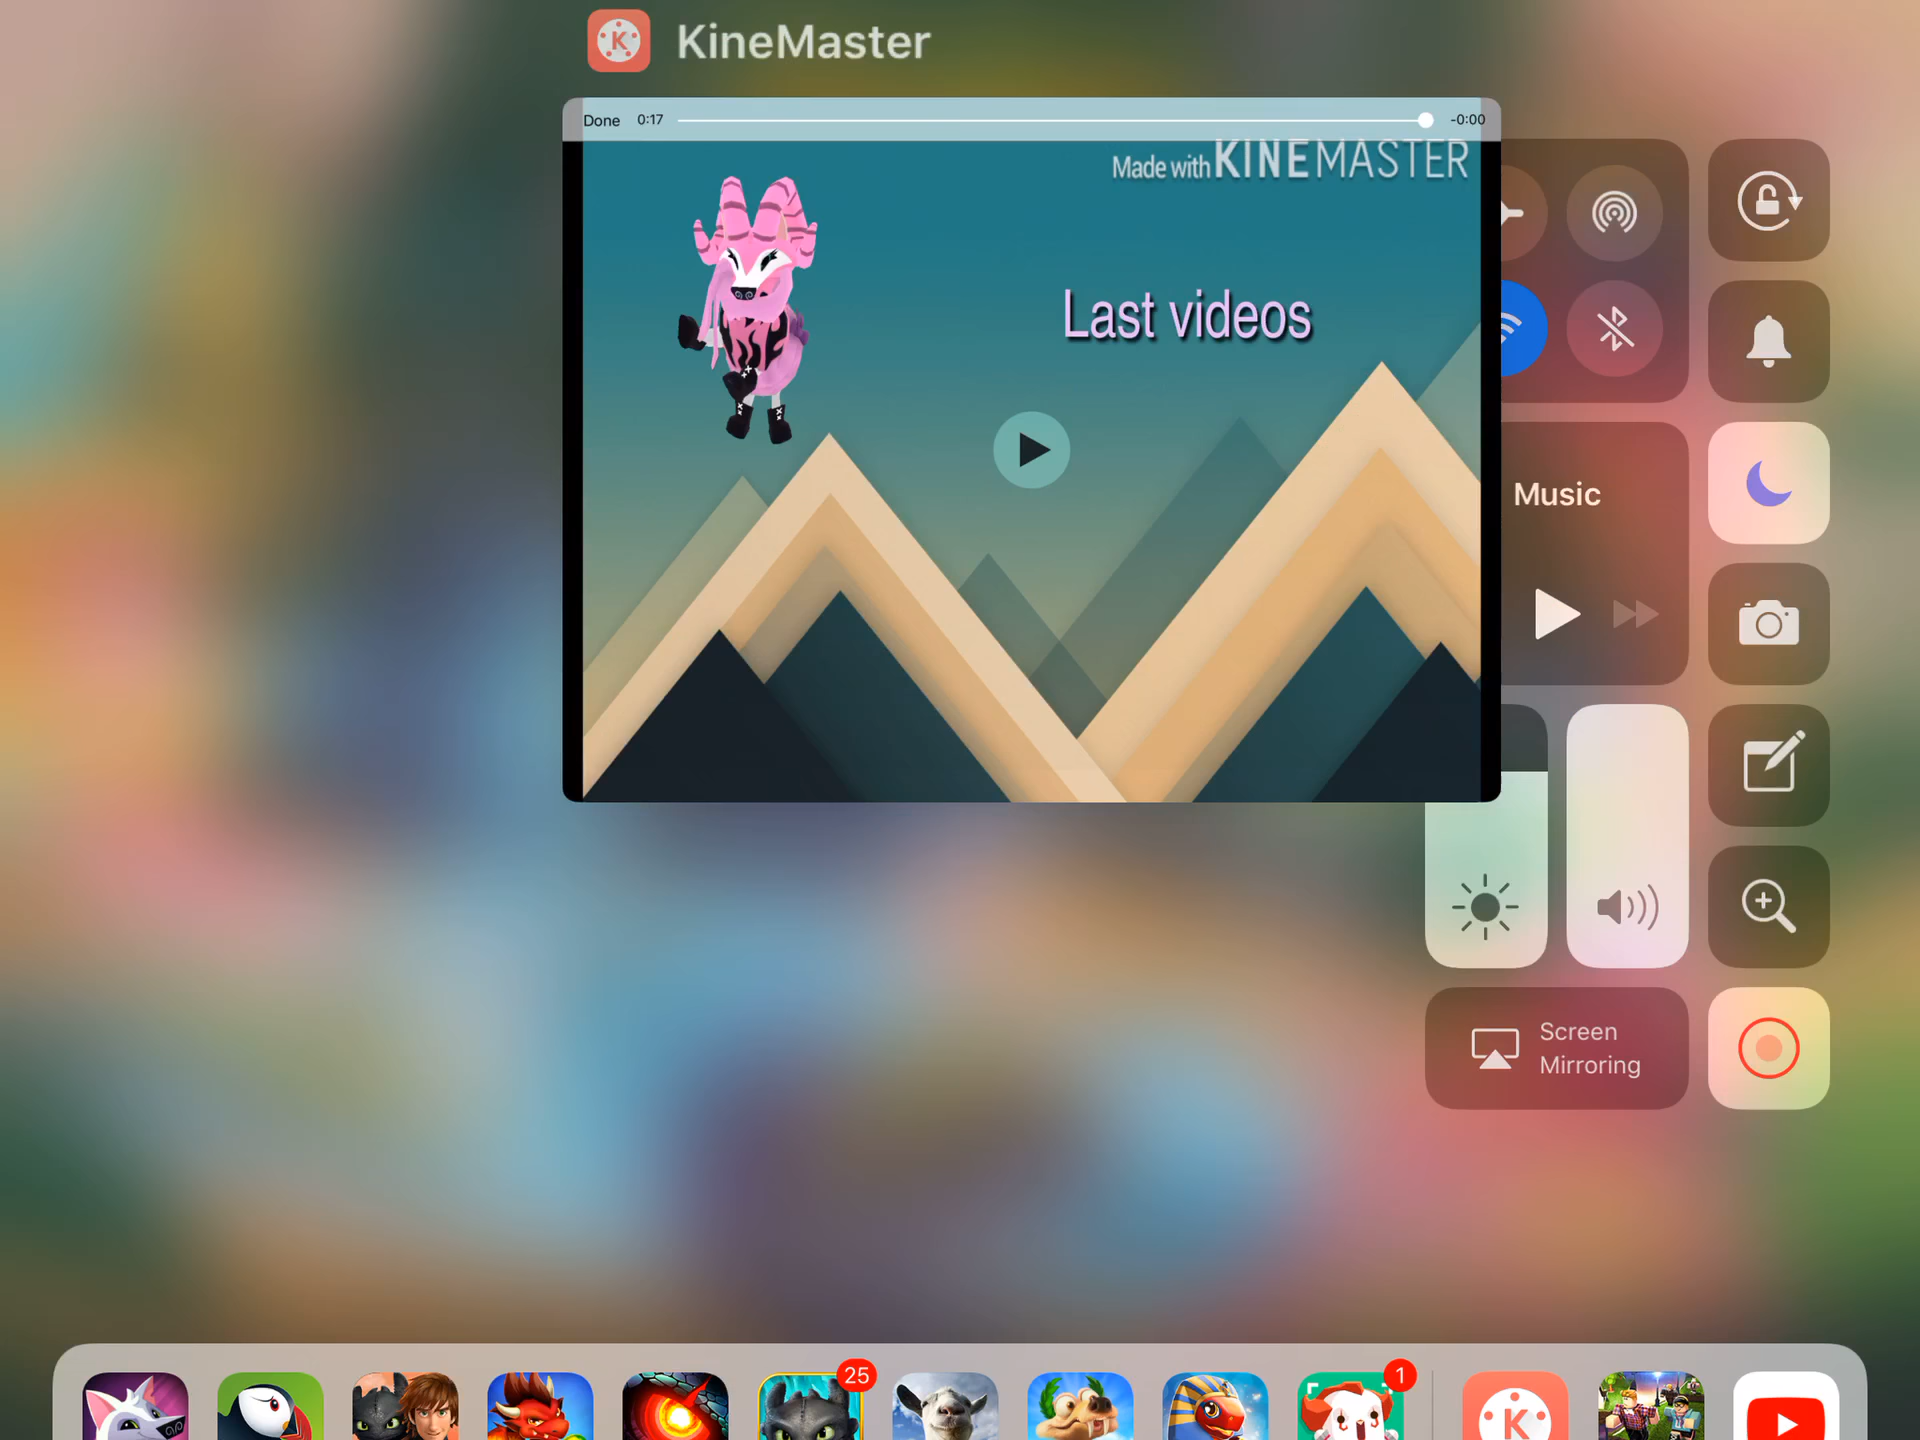 KineMaster
Done 0:17 -0:00
Made with KINEMASTER
Last videos
Music
Screen
Mirroring
25
1
K